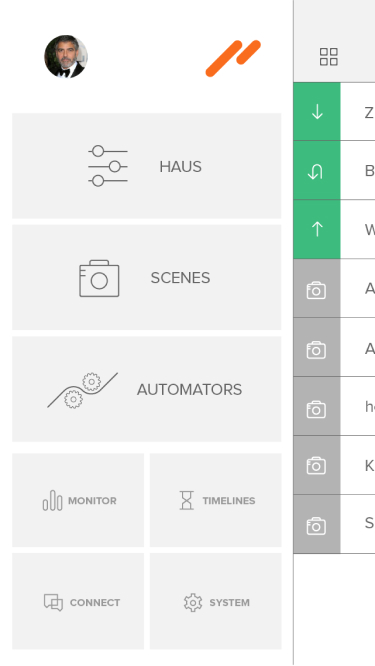 HAUS
SCENES
AUTOMATORS
MONITOR
TIMELINES
CONNECT
SYSTEM
Z
B
W
A
A
h
K
S